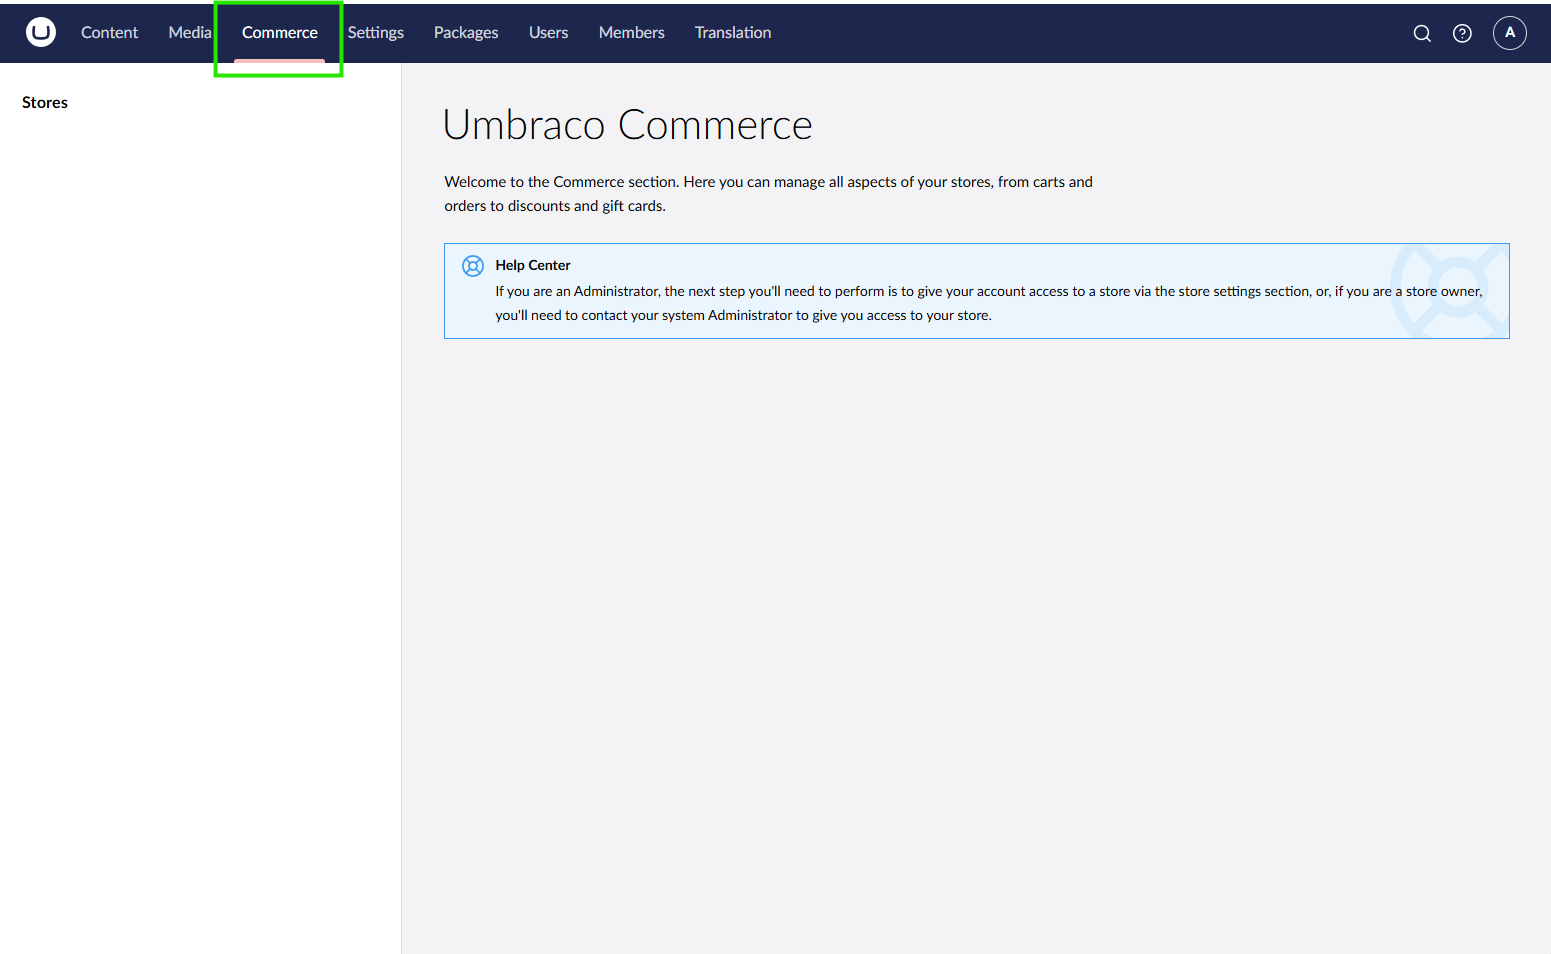 Content Media Commerce Settings Packages Users Members Translation A
Stores
Umbraco Commerce
Welcome to the Commerce section. Here you can manage all aspects of your stores, from carts and
orders to discounts and gift cards.
Help Center
If you are an Administrator, the next step you'll need to perform is to give your account access to a store via the store settings section, or, if you are a store owner,
you'll need to contact your system Administrator to give you access to your store.